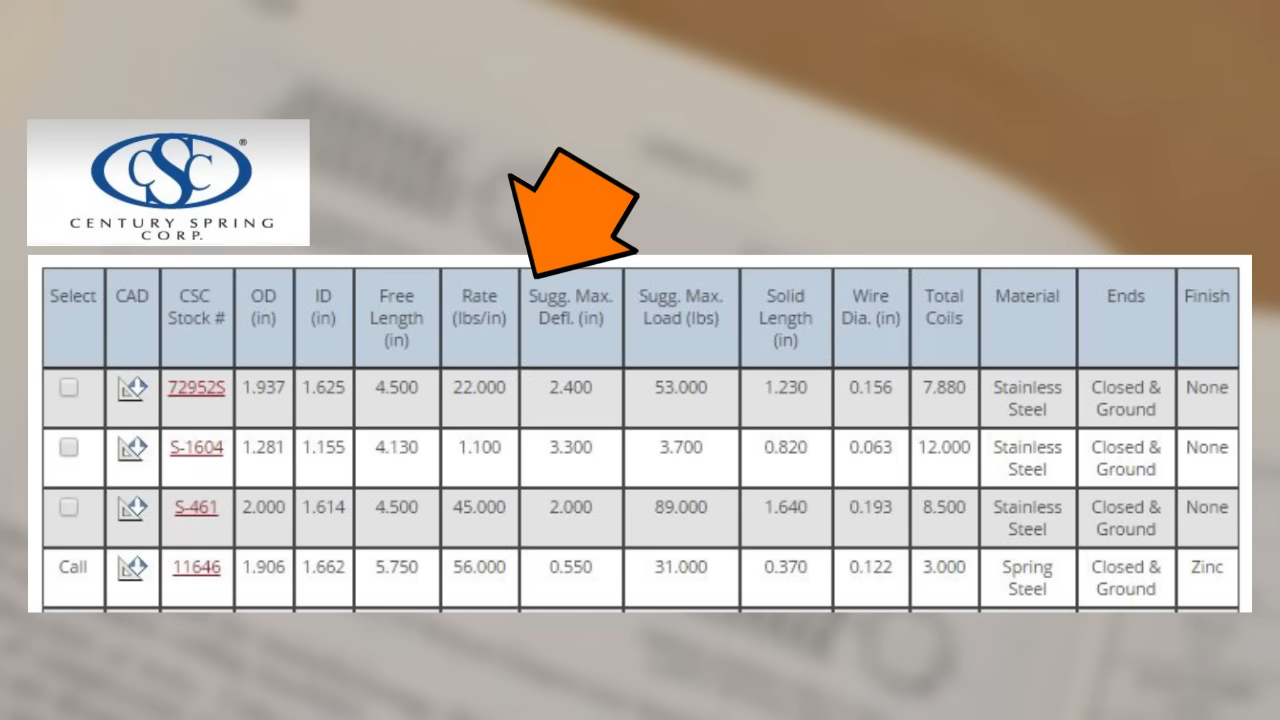 CSC
®
CENTURY SPRING
CORP.
Select CAD CSC Stock # OD (in) ID (in) Free Length (in) Rate (lbs/in) Sugg. Max. Defl. (in) Sugg. Max. Load (lbs) Solid Length (in) Wire Dia. (in) Total Coils Material Ends Finish
72952S 1.937 1.625 4.500 22.000 2.400 53.000 1.230 0.156 7.880 Stainless Steel Closed & Ground None
S-1604 1.281 1.155 4.130 1.100 3.300 3.700 0.820 0.063 12.000 Stainless Steel Closed & Ground None
S-461 2.000 1.614 4.500 45.000 2.000 89.000 1.640 0.193 8.500 Stainless Steel Closed & Ground None
Call 11646 1.906 1.662 5.750 56.000 0.550 31.000 0.370 0.122 3.000 Spring Steel Closed & Ground Zinc